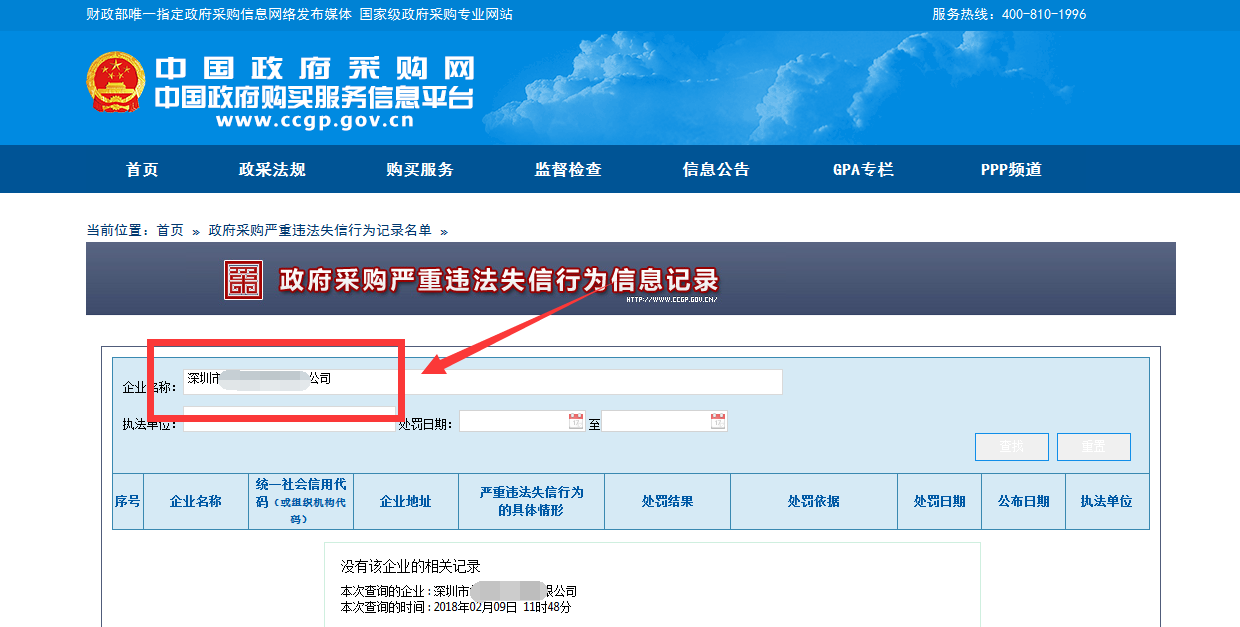 财政部唯一指定政府采购信息网络发布媒体 国家级政府采购专业网站
服务热线：400-810-1996
中国政府采购网
中国政府购买服务信息平台
www.ccgp.gov.cn
首页 政采法规 购买服务 监督检查 信息公告 GPA专栏 PPP频道
当前位置：首页 » 政府采购严重违法失信行为记录名单 »
政府采购严重违法失信行为信息记录
HTTP://WWW.CCGP.GOV.CN/
企业名称：深圳市 公司
执法单位： 处罚日期： 至
查找 重置
序号 企业名称 统一社会信用代码（或组织机构代码） 企业地址 严重违法失信行为的具体情形 处罚结果 处罚依据 处罚日期 公布日期 执法单位
没有该企业的相关记录
本次查询的企业：深圳市 限公司
本次查询的时间：2018年02月09日 11时48分